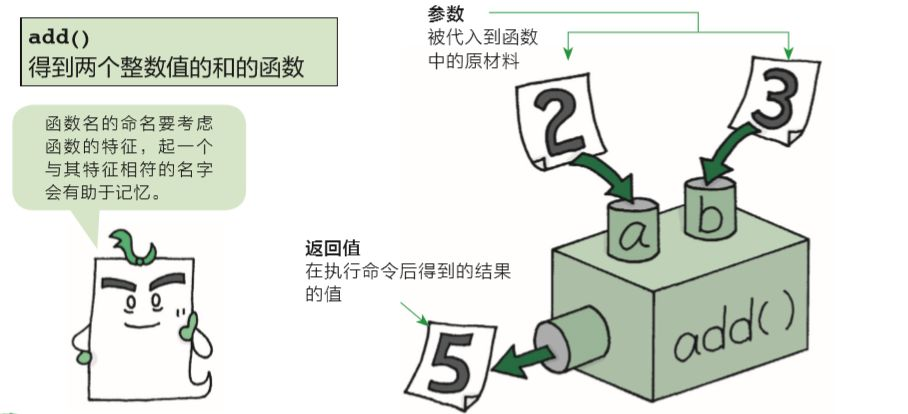 add()
得到两个整数值的和的函数
函数名的命名要考虑
函数的特征，起一个
与其特征相符的名字
会有助于记忆。
参数
被代入到函数
中的原材料
2
3
a
b
返回值
在执行命令后得到的结果
的值
add()
5